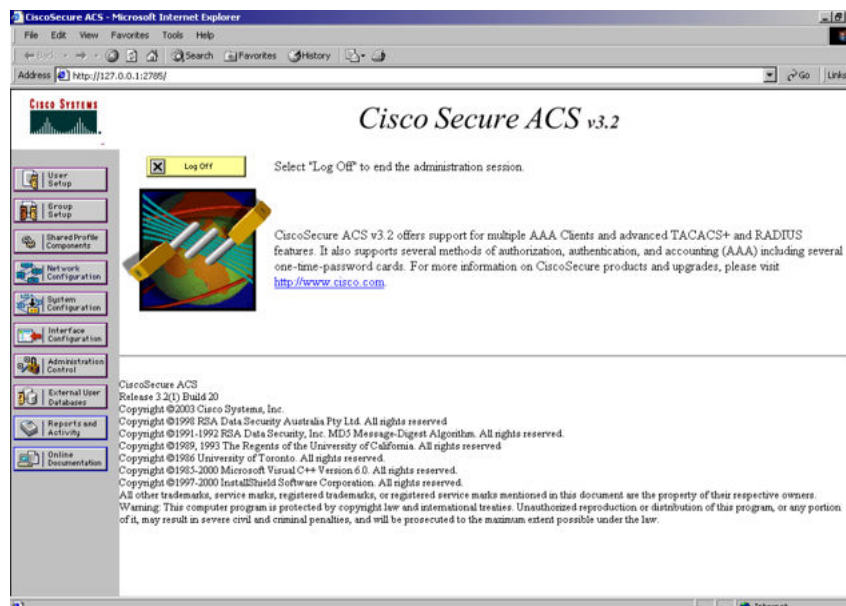 CiscoSecure ACS - Microsoft Internet Explorer
File Edit View Favorites Tools Help
Search Favorites History
Address http://127.0.0.1:2785/ Go Links
CISCO SYSTEMS
Cisco Secure ACS v3.2
Log Off
Select "Log Off" to end the administration session.
User Setup
Group Setup
Shared Profile Components
Network Configuration
System Configuration
Interface Configuration
Administration Control
External User Databases
Reports and Activity
Online Documentation
CiscoSecure ACS v3.2 offers support for multiple AAA Clients and advanced TACACS+ and RADIUS
features. It also supports several methods of authorization, authentication, and accounting (AAA) including several
one-time-password cards. For more information on CiscoSecure products and upgrades, please visit
http://www.cisco.com.
CiscoSecure ACS
Release 3.2(1) Build 20
Copyright ©2003 Cisco Systems, Inc.
Copyright ©1998 RSA Data Security Australia Pty Ltd. All rights reserved
Copyright ©1991-1992 RSA Data Security, Inc. MD5 Message-Digest Algorithm. All rights reserved.
Copyright ©1989, 1993 The Regents of the University of California. All rights reserved
Copyright ©1986 University of Toronto. All rights reserved.
Copyright ©1985-2000 Microsoft Visual C++ Version 6.0. All rights reserved.
Copyright ©1997-2000 InstallShield Software Corporation. All rights reserved.
All other trademarks, service marks, registered trademarks, or registered service marks mentioned in this document are the property of their respective owners.
Warning: This computer program is protected by copyright law and international treaties. Unauthorized reproduction or distribution of this program, or any portion
of it, may result in severe civil and criminal penalties, and will be prosecuted to the maximum extent possible under the law.